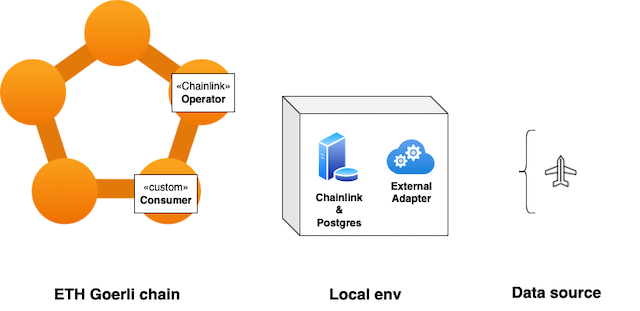 «Chainlink»
Operator
«custom»
Consumer
Chainlink
&
Postgres
External
Adapter
ETH Goerli chain
Local env
Data source